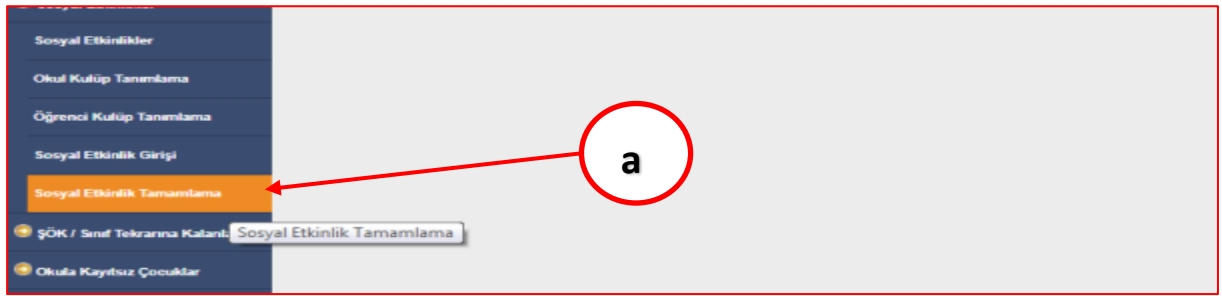 Sosyal Etkinlikler
Okul Kulüp Tanımlama
Öğrenci Kulüp Tanımlama
Sosyal Etkinlik Girişi
a
Sosyal Etkinlik Tamamlama
ŞÖK / Sınıf Tekrarına
Sosyal Etkinlik Tamamlama
Okula Kayıtsız Çocuklar